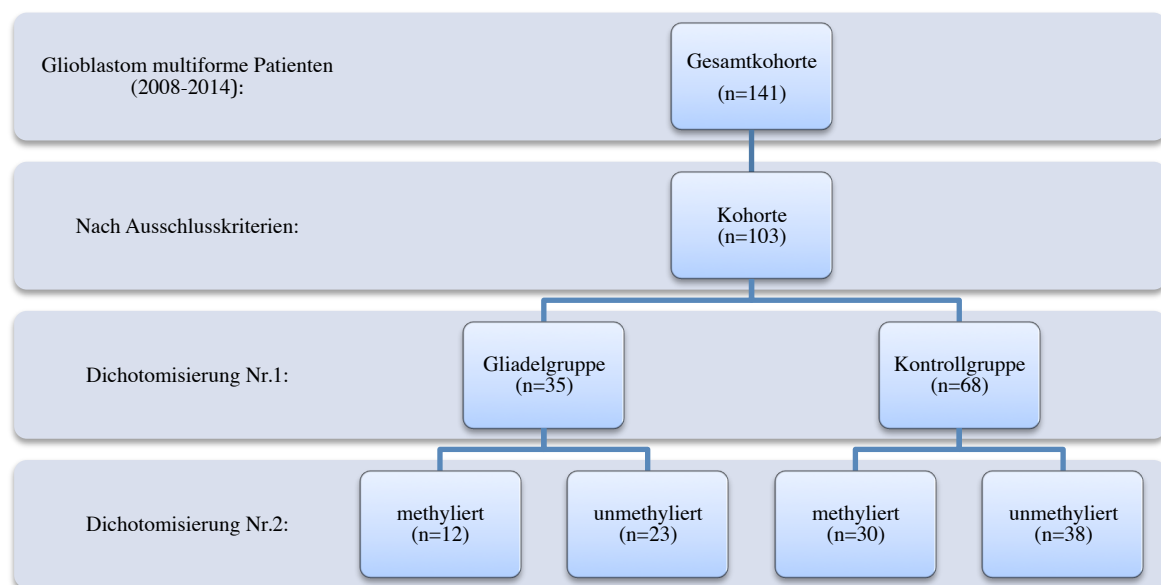 Glioblastom multiforme Patienten
(2008-2014):
Gesamtkohorte
(n=141)
Nach Ausschlusskriterien:
Kohorte
(n=103)
Dichotomisierung Nr.1:
Gliadelgruppe
(n=35)
Kontrollgruppe
(n=68)
Dichotomisierung Nr.2:
methyliert
(n=12)
unmethyliert
(n=23)
methyliert
(n=30)
unmethyliert
(n=38)